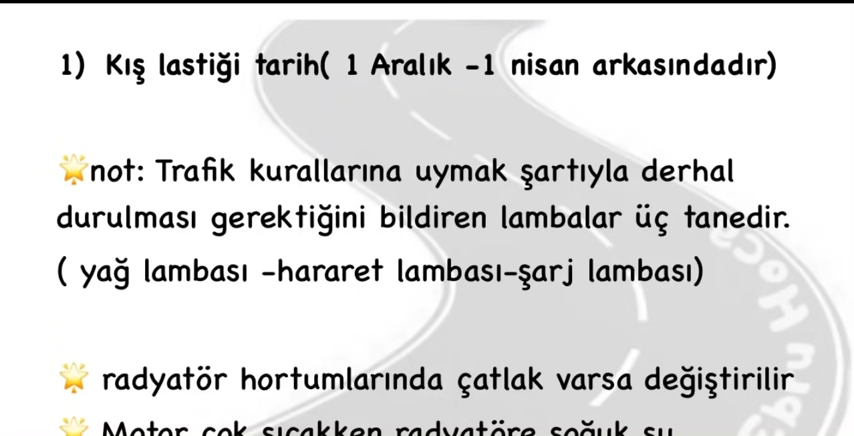 1) Kış lastiği tarih( 1 Aralık -1 nisan arkasındadır)
🌟not: Trafik kurallarına uymak şartıyla derhal
durulması gerektiğini bildiren lambalar üç tanedir.
( yağ lambası -hararet lambası-şarj lambası)
🌟 radyatör hortumlarında çatlak varsa değiştirilir
🌟 Motor çok sıcakken radyatöre soğuk su
Ebru Hoca